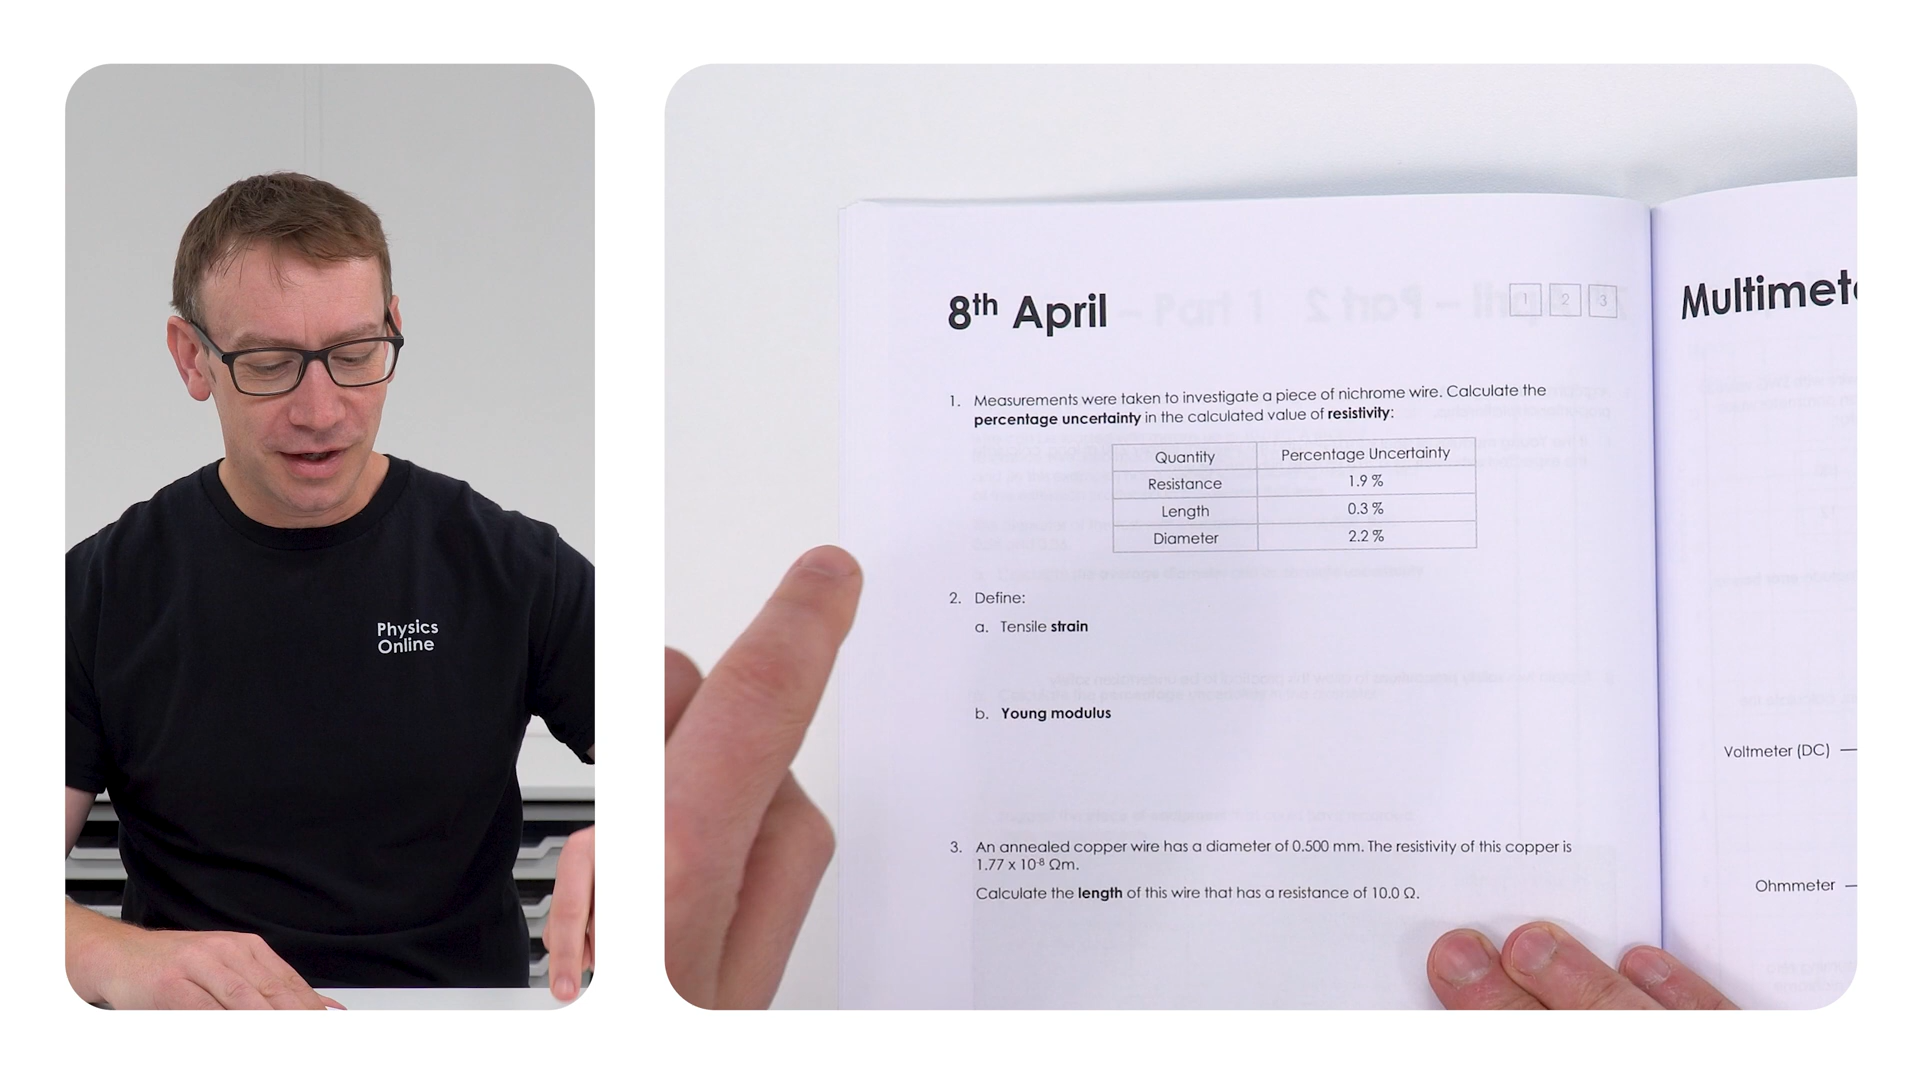 Physics
Online
8th April
1 2 3
1. Measurements were taken to investigate a piece of nichrome wire. Calculate the
percentage uncertainty in the calculated value of resistivity:
Quantity Percentage Uncertainty
Resistance 1.9 %
Length 0.3 %
Diameter 2.2 %
2. Define:
a. Tensile strain
b. Young modulus
3. An annealed copper wire has a diameter of 0.500 mm. The resistivity of this copper is
1.77 x 10⁻⁸ Ωm.
Calculate the length of this wire that has a resistance of 10.0 Ω.
Voltmeter (DC)
Ohmmeter